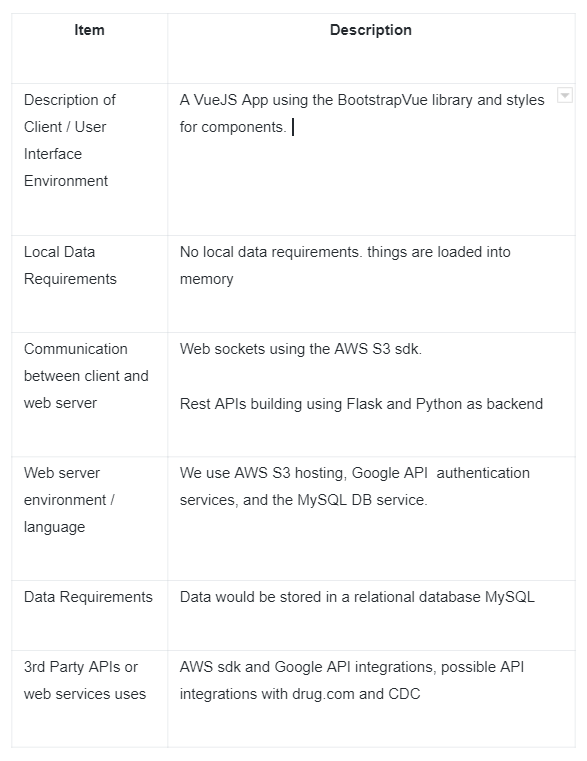 Item
Description
Description of
Client / User
Interface
Environment
A VueJS App using the BootstrapVue library and styles
for components.
Local Data
Requirements
No local data requirements. things are loaded into
memory
Communication
between client and
web server
Web sockets using the AWS S3 sdk.
Rest APIs building using Flask and Python as backend
Web server
environment /
language
We use AWS S3 hosting, Google API  authentication
services, and the MySQL DB service.
Data Requirements
Data would be stored in a relational database MySQL
3rd Party APIs or
web services uses
AWS sdk and Google API integrations, possible API
integrations with drug.com and CDC